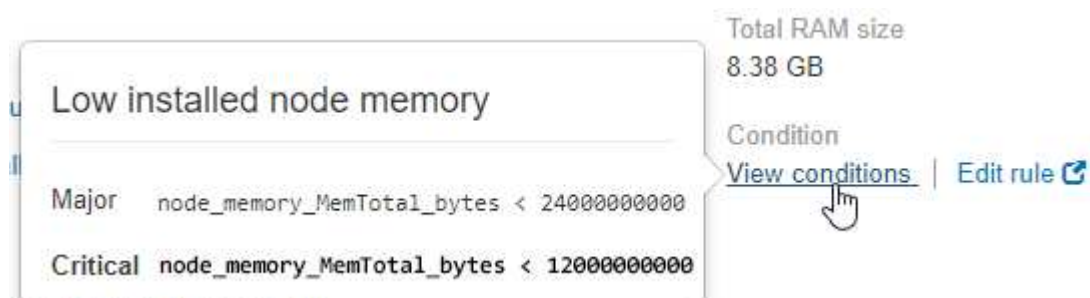 Total RAM size
8.38 GB
Low installed node memory
Condition
View conditions | Edit rule
Major node_memory_MemTotal_bytes < 24000000000
Critical node_memory_MemTotal_bytes < 12000000000